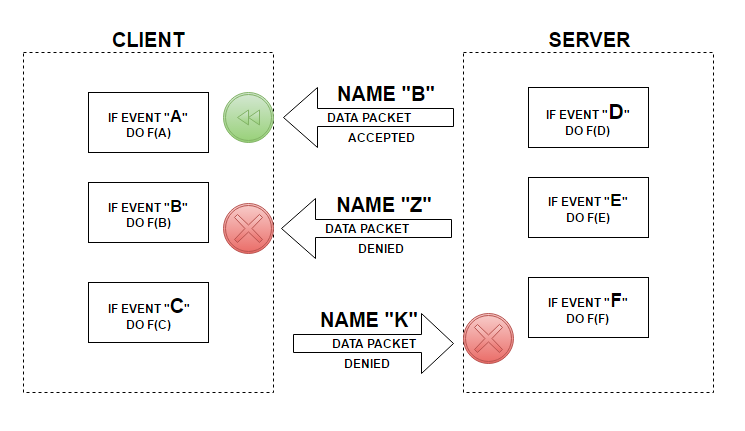 CLIENT
SERVER
IF EVENT "A"
DO F(A)
IF EVENT "B"
DO F(B)
IF EVENT "C"
DO F(C)
NAME "B"
DATA PACKET
ACCEPTED
NAME "Z"
DATA PACKET
DENIED
NAME "K"
DATA PACKET
DENIED
IF EVENT "D"
DO F(D)
IF EVENT "E"
DO F(E)
IF EVENT "F"
DO F(F)